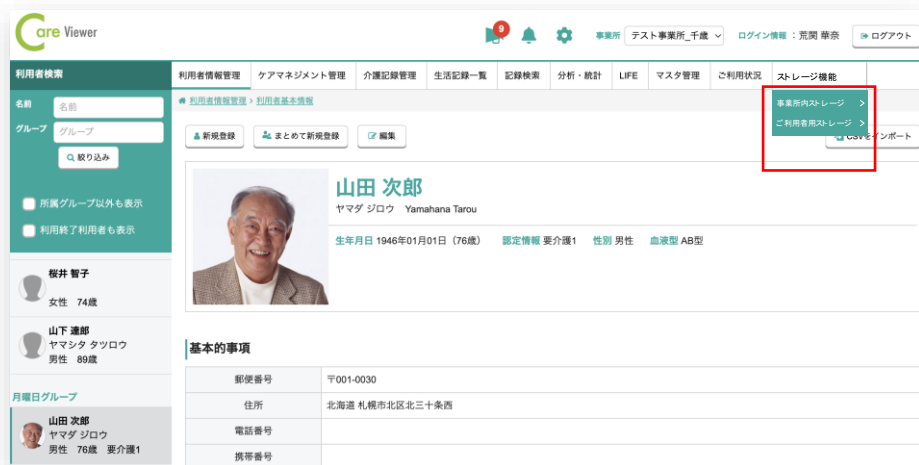 Care Viewer
9
事業所 テスト事業所_千歳 ログイン情報 ：荒関 華奈 ログアウト
利用者検索
利用者情報管理 ケアマネジメント管理 介護記録管理 生活記録一覧 記録検索 分析・統計 LIFE マスタ管理 ご利用状況 ストレージ機能
名前 名前
グループ グループ
絞り込み
所属グループ以外も表示
利用終了利用者も表示
利用者情報管理 > 利用者基本情報
事業所内ストレージ >
ご利用者用ストレージ >
新規登録 まとめて新規登録 編集 CSVをインポート
山田 次郎
ヤマダ ジロウ Yamahana Tarou
生年月日 1946年01月01日（76歳） 認定情報 要介護1 性別 男性 血液型 AB型
桜井 智子
女性 74歳
山下 達郎
ヤマシタ タツロウ
男性 89歳
月曜日グループ
山田 次郎
ヤマダ ジロウ
男性 76歳 要介護1
基本的事項
郵便番号 〒001-0030
住所 北海道 札幌市北区北三十条西
電話番号
携帯番号